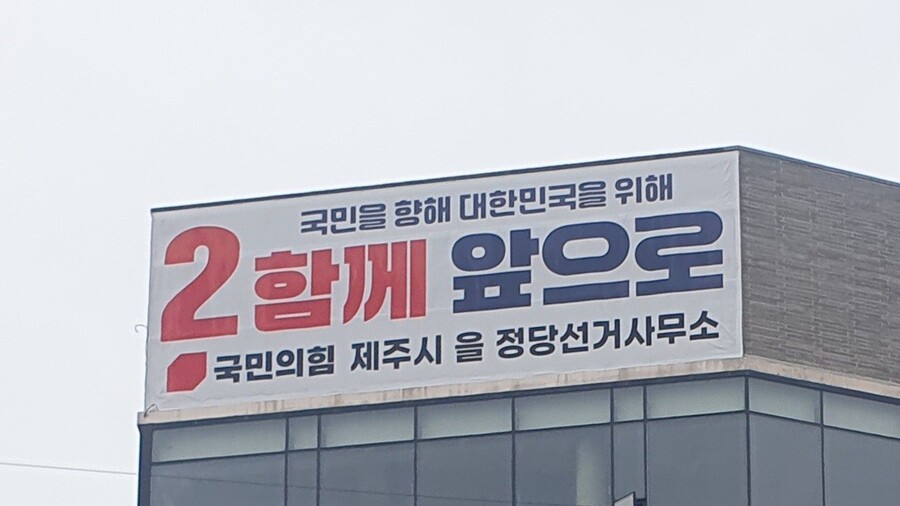 국민을 향해 대한민국을 위해
2 함께 앞으로
국민의힘 제주시 을 정당선거사무소